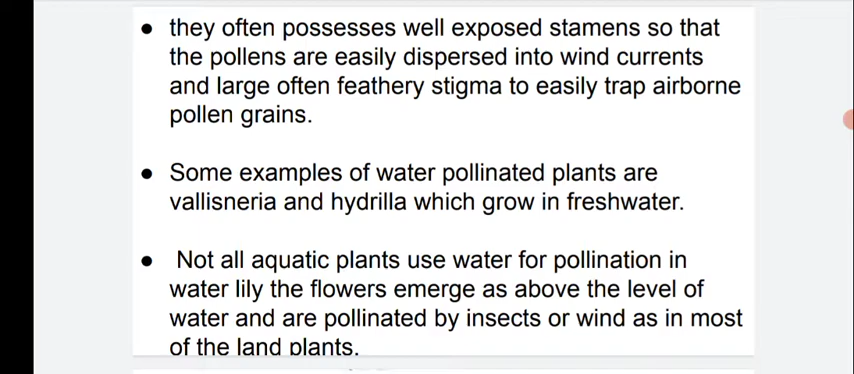 ● they often possesses well exposed stamens so that
the pollens are easily dispersed into wind currents
and large often feathery stigma to easily trap airborne
pollen grains.
● Some examples of water pollinated plants are
vallisneria and hydrilla which grow in freshwater.
● Not all aquatic plants use water for pollination in
water lily the flowers emerge as above the level of
water and are pollinated by insects or wind as in most
of the land plants.